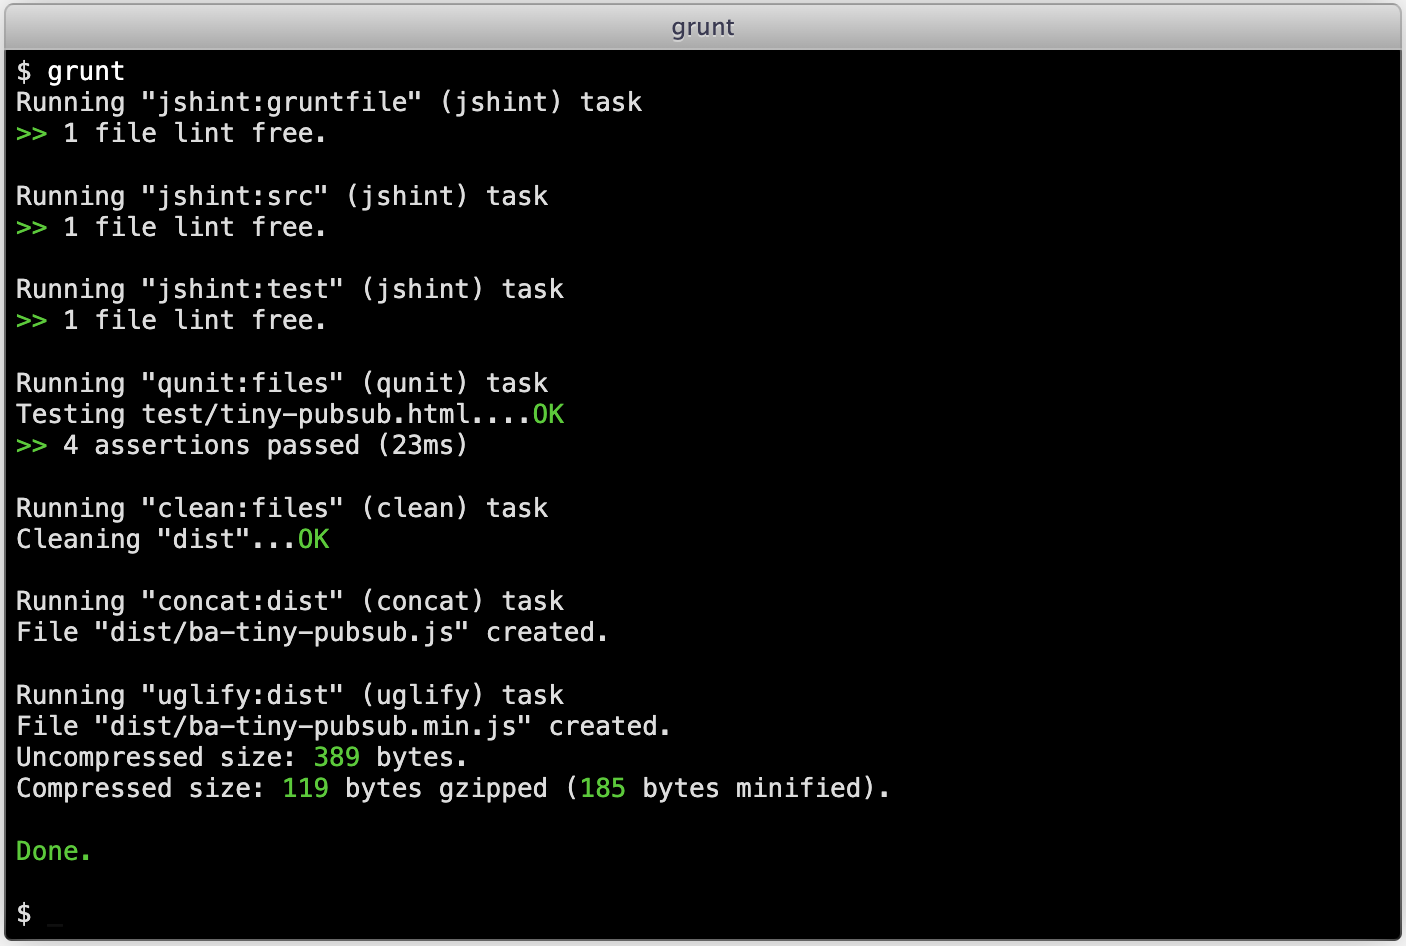 grunt
$ grunt
Running "jshint:gruntfile" (jshint) task
>> 1 file lint free.
Running "jshint:src" (jshint) task
>> 1 file lint free.
Running "jshint:test" (jshint) task
>> 1 file lint free.
Running "qunit:files" (qunit) task
Testing test/tiny-pubsub.html....OK
>> 4 assertions passed (23ms)
Running "clean:files" (clean) task
Cleaning "dist"...OK
Running "concat:dist" (concat) task
File "dist/ba-tiny-pubsub.js" created.
Running "uglify:dist" (uglify) task
File "dist/ba-tiny-pubsub.min.js" created.
Uncompressed size: 389 bytes.
Compressed size: 119 bytes gzipped (185 bytes minified).
Done.
$ _